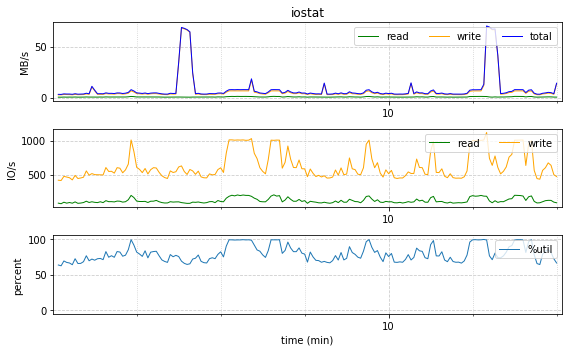 iostat
MB/s
50
0
read write total
10
IO/s
1000
500
read write
10
percent
100
50
0
%util
10
time (min)